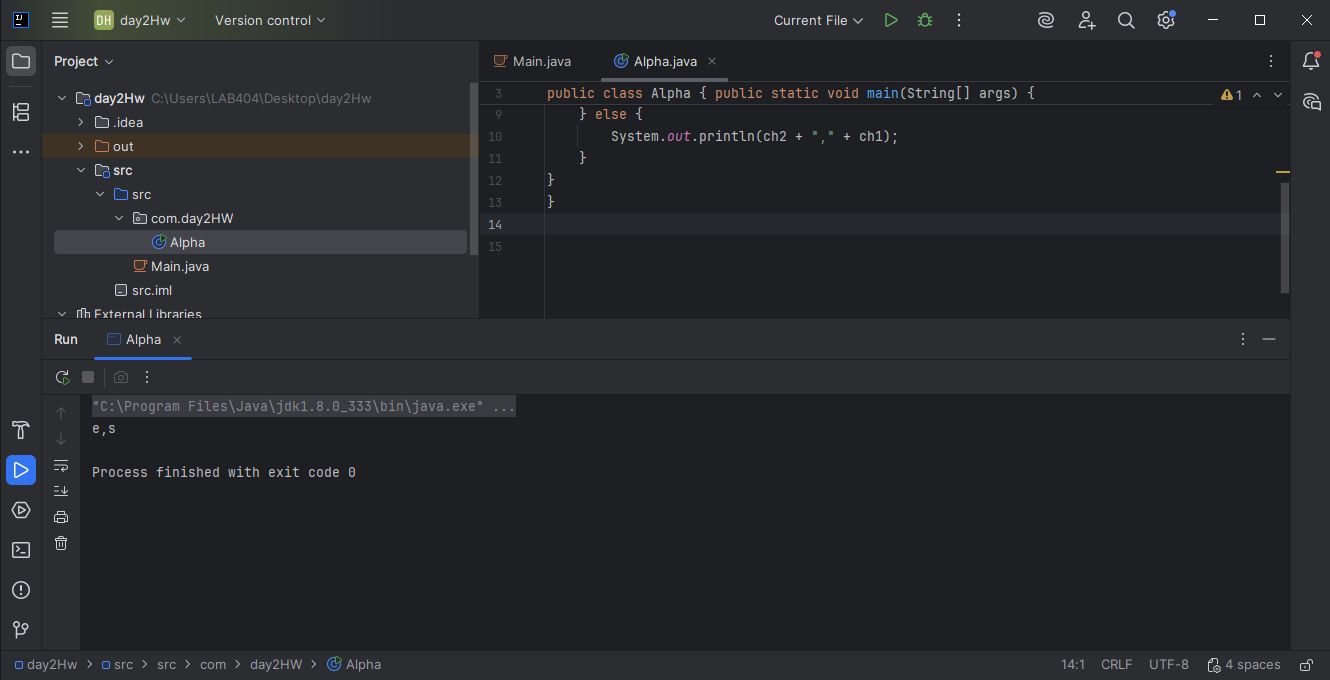 DH day2Hw Version control Current File
Project
Main.java Alpha.java
day2Hw C:\Users\LAB404\Desktop\day2Hw
.idea
out
src
src
com.day2HW
Alpha
Main.java
src.iml
External Libraries
3 public class Alpha { public static void main(String[] args) { 1
9 } else {
10 System.out.println(ch2 + "," + ch1);
11 }
12 }
13 }
14
15
Run Alpha
"C:\Program Files\Java\jdk1.8.0_333\bin\java.exe" ...
e,s
Process finished with exit code 0
day2Hw > src > src > com > day2HW > Alpha 14:1 CRLF UTF-8 4 spaces